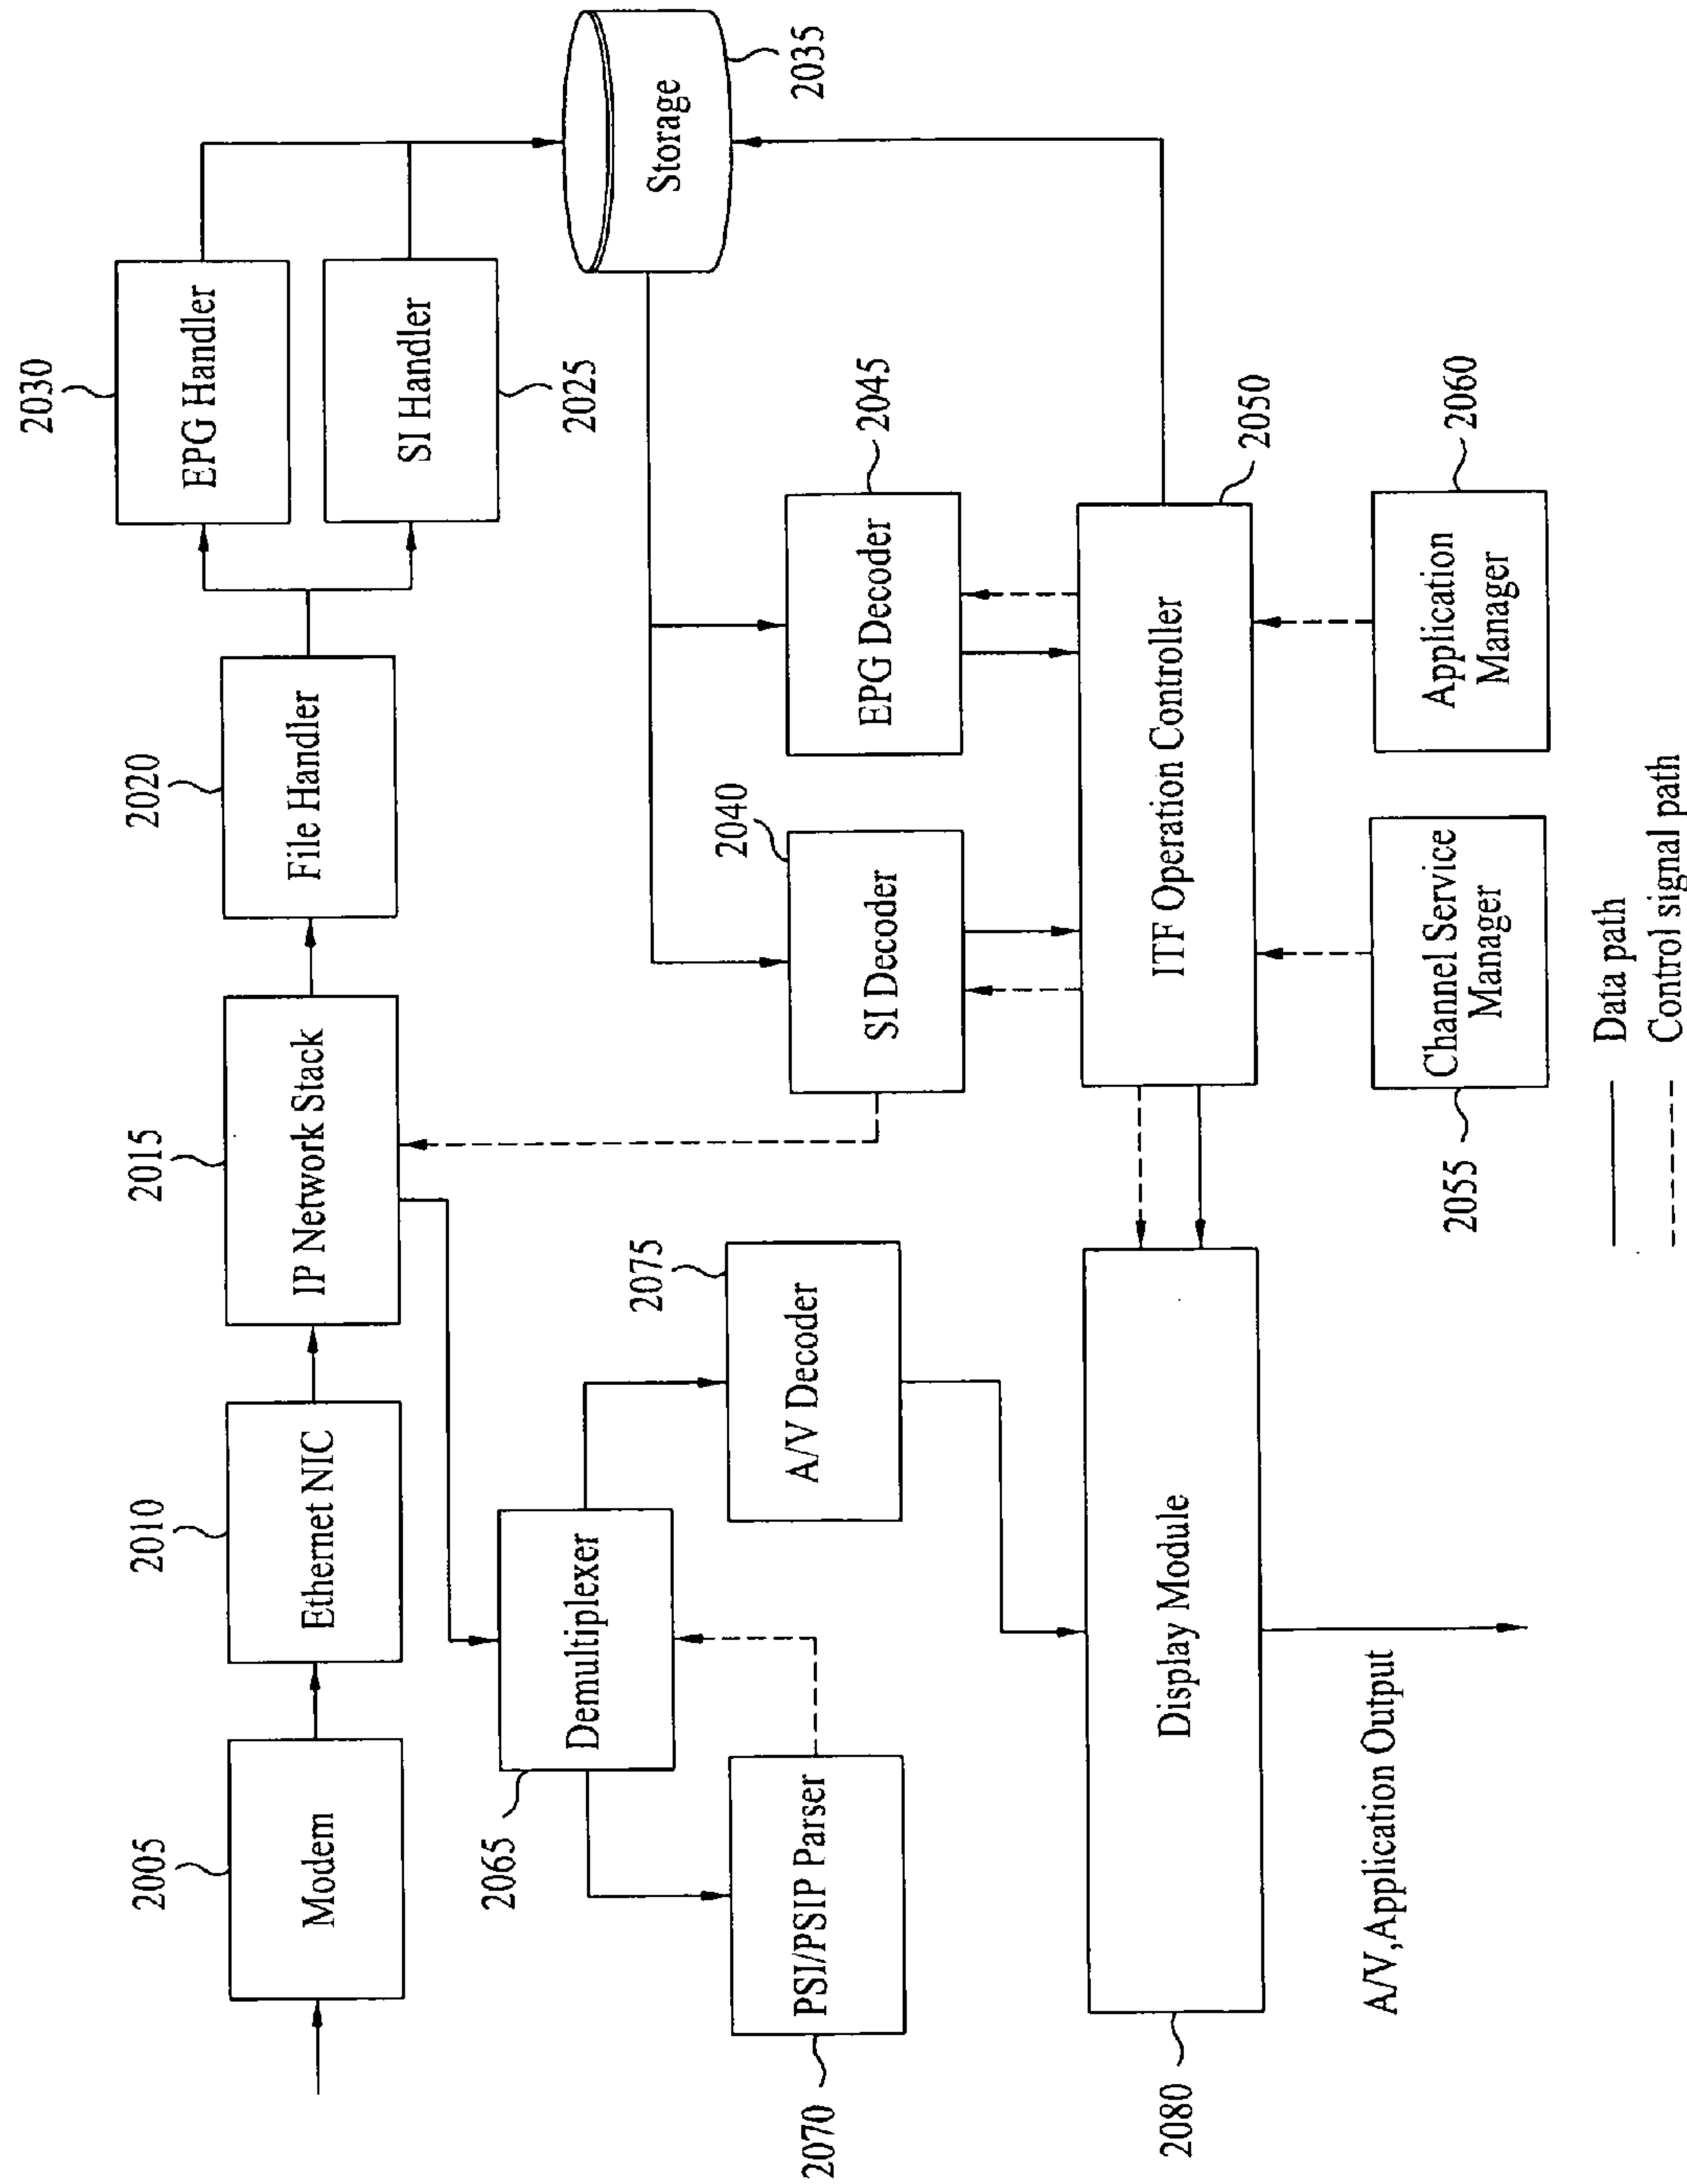 2005
Modem
2010
Ethernet NIC
2015
IP Network Stack
2020
File Handler
2030
EPG Handler
SI Handler
2025
Storage
2035
2065
Demultiplexer
2070
PSI/PSIP Parser
2075
A/V Decoder
2040
SI Decoder
EPG Decoder
2045
2080
Display Module
ITF Operation Controller
2050
A/V,Application Output
2055
Channel Service
Manager
Application
Manager
2060
Data path
Control signal path